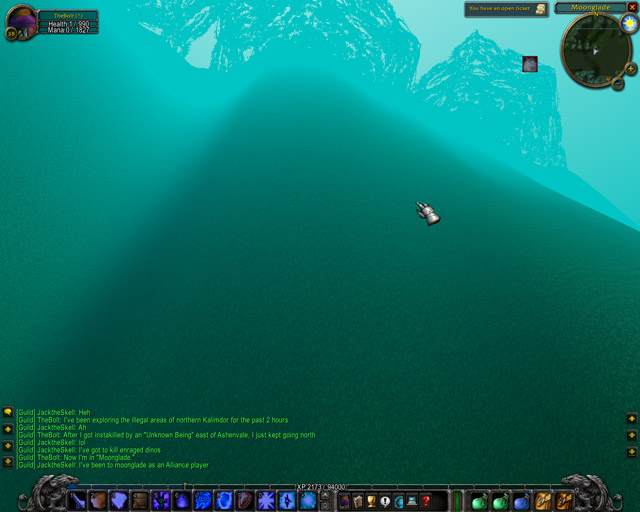 TheBolt (*)
You have an open ticket.
Moonglade
N
Health 1 / 990
Mana 0 / 1827
38
[Guild] JacktheSkell: Heh
[Guild] TheBolt: I've been exploring the illegal areas of northern Kalimdor for the past 2 hours
[Guild] JacktheSkell: Ah
[Guild] TheBolt: After I got instakilled by an "Unknown Being" east of Ashenvale, I just kept going north
[Guild] JacktheSkell: lol
[Guild] JacktheSkell: I've got to kill enraged dinos
[Guild] TheBolt: Now I'm in "Moonglade."
[Guild] JacktheSkell: I've been to moonglade as an Alliance player
XP 2173 / 94000